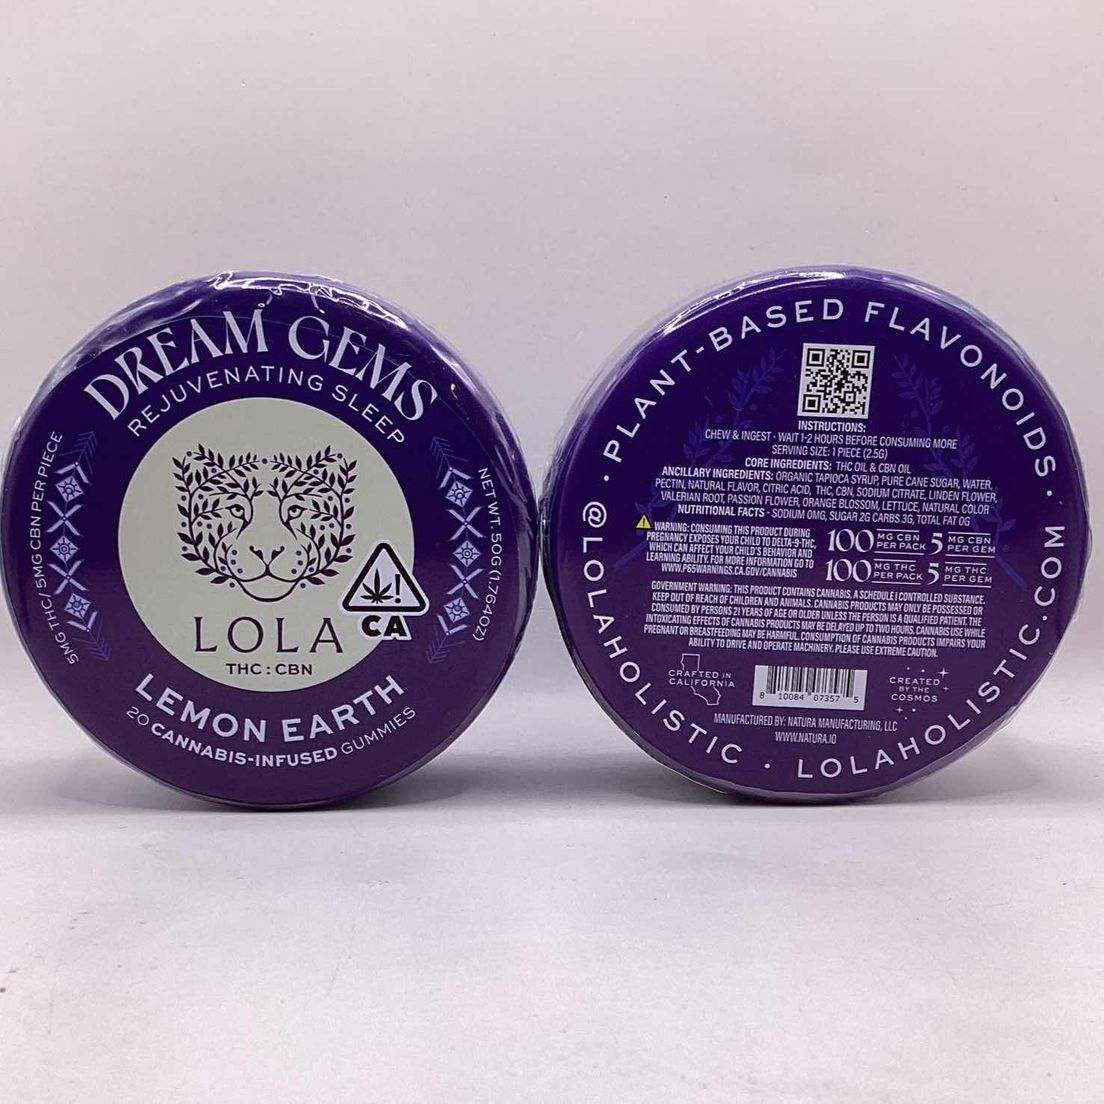 DREAM GEMS
REJUVENATING SLEEP
5MG THC/ 5MG CBN PER PIECE
NET WT. 50G (1.764OZ)
LOLA
THC : CBN
CA
LEMON EARTH
20 CANNABIS-INFUSED GUMMIES
· PLANT-BASED FLAVONOIDS ·
INSTRUCTIONS:
CHEW & INGEST - WAIT 1-2 HOURS BEFORE CONSUMING MORE
SERVING SIZE: 1 PIECE (2.5G)
CORE INGREDIENTS: THC OIL & CBN OIL
ANCILLARY INGREDIENTS: ORGANIC TAPIOCA SYRUP, PURE CANE SUGAR, WATER,
PECTIN, NATURAL FLAVOR, CITRIC ACID, THC, CBN, SODIUM CITRATE, LINDEN FLOWER,
VALERIAN ROOT, PASSION FLOWER, ORANGE BLOSSOM, LETTUCE, NATURAL COLOR
NUTRITIONAL FACTS - SODIUM 0MG, SUGAR 2G CARBS 3G, TOTAL FAT 0G
WARNING: CONSUMING THIS PRODUCT DURING
PREGNANCY EXPOSES YOUR CHILD TO DELTA-9-THC,
WHICH CAN AFFECT YOUR CHILD'S BEHAVIOR AND
LEARNING ABILITY. FOR MORE INFORMATION GO TO
WWW.P65WARNINGS.CA.GOV/CANNABIS
100 MG CBN PER PACK 5 MG CBN PER GEM
100 MG THC PER PACK 5 MG THC PER GEM
GOVERNMENT WARNING: THIS PRODUCT CONTAINS CANNABIS, A SCHEDULE I CONTROLLED SUBSTANCE.
KEEP OUT OF REACH OF CHILDREN AND ANIMALS. CANNABIS PRODUCTS MAY ONLY BE POSSESSED OR
CONSUMED BY PERSONS 21 YEARS OF AGE OR OLDER UNLESS THE PERSON IS A QUALIFIED PATIENT. THE
INTOXICATING EFFECTS OF CANNABIS PRODUCTS MAY BE DELAYED UP TO TWO HOURS. CANNABIS USE WHILE
PREGNANT OR BREASTFEEDING MAY BE HARMFUL. CONSUMPTION OF CANNABIS PRODUCTS IMPAIRS YOUR
ABILITY TO DRIVE AND OPERATE MACHINERY. PLEASE USE EXTREME CAUTION.
CRAFTED IN
CALIFORNIA
8 10084 07357 5
CREATED
BY THE
COSMOS
MANUFACTURED BY: NATURA MANUFACTURING, LLC
WWW.NATURA.IO
@LOLAHOLISTIC · LOLAHOLISTIC.COM